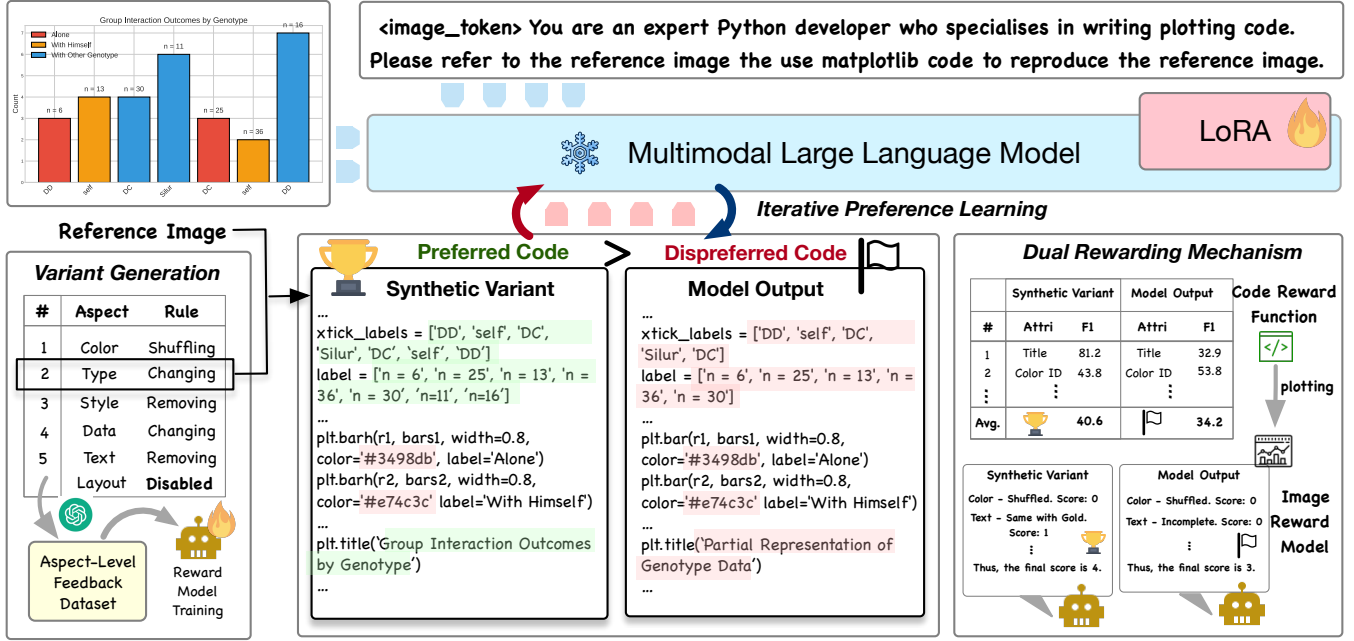 Group Interaction Outcomes by Genotype
Alone
With Himself
With Other Genotype
n = 6
n = 13
n = 30
n = 11
n = 25
n = 36
n = 16
Count
7
6
5
4
3
2
1
0
DD
self
DC
Silur
DC
self
DD
<image_token> You are an expert Python developer who specialises in writing plotting code.
Please refer to the reference image the use matplotlib code to reproduce the reference image.
Multimodal Large Language Model
LoRA
Iterative Preference Learning
Reference Image
Variant Generation
# Aspect Rule
1 Color Shuffling
2 Type Changing
3 Style Removing
4 Data Changing
5 Text Removing
Layout Disabled
Aspect-Level
Feedback
Dataset
Reward
Model
Training
Preferred Code > Dispreferred Code
Synthetic Variant
...
xtick_labels = ['DD', 'self', 'DC',
'Silur', 'DC', 'self', 'DD']
label = ['n = 6', 'n = 25', 'n = 13', 'n =
36', 'n = 30', 'n=11', 'n=16']
...
plt.barh(r1, bars1, width=0.8,
color='#3498db', label='Alone')
plt.barh(r2, bars2, width=0.8,
color='#e74c3c' label='With Himself')
...
plt.title('Group Interaction Outcomes
by Genotype')
...
Model Output
...
xtick_labels = ['DD', 'self', 'DC',
'Silur', 'DC']
label = ['n = 6', 'n = 25', 'n = 13', 'n =
36', 'n = 30']
...
plt.bar(r1, bars1, width=0.8,
color='#3498db', label='Alone')
plt.bar(r2, bars2, width=0.8,
color='#e74c3c' label='With Himself')
...
plt.title('Partial Representation of
Genotype Data')
...
Dual Rewarding Mechanism
Synthetic Variant Model Output
# Attri F1 Attri F1
1 Title 81.2 Title 32.9
2 Color ID 43.8 Color ID 53.8
Avg. 40.6 34.2
Code Reward
Function
</>
plotting
Synthetic Variant
Color - Shuffled. Score: 0
Text - Same with Gold.
Score: 1
Thus, the final score is 4.
Model Output
Color - Shuffled. Score: 0
Text - Incomplete. Score: 0
Thus, the final score is 3.
Image
Reward
Model